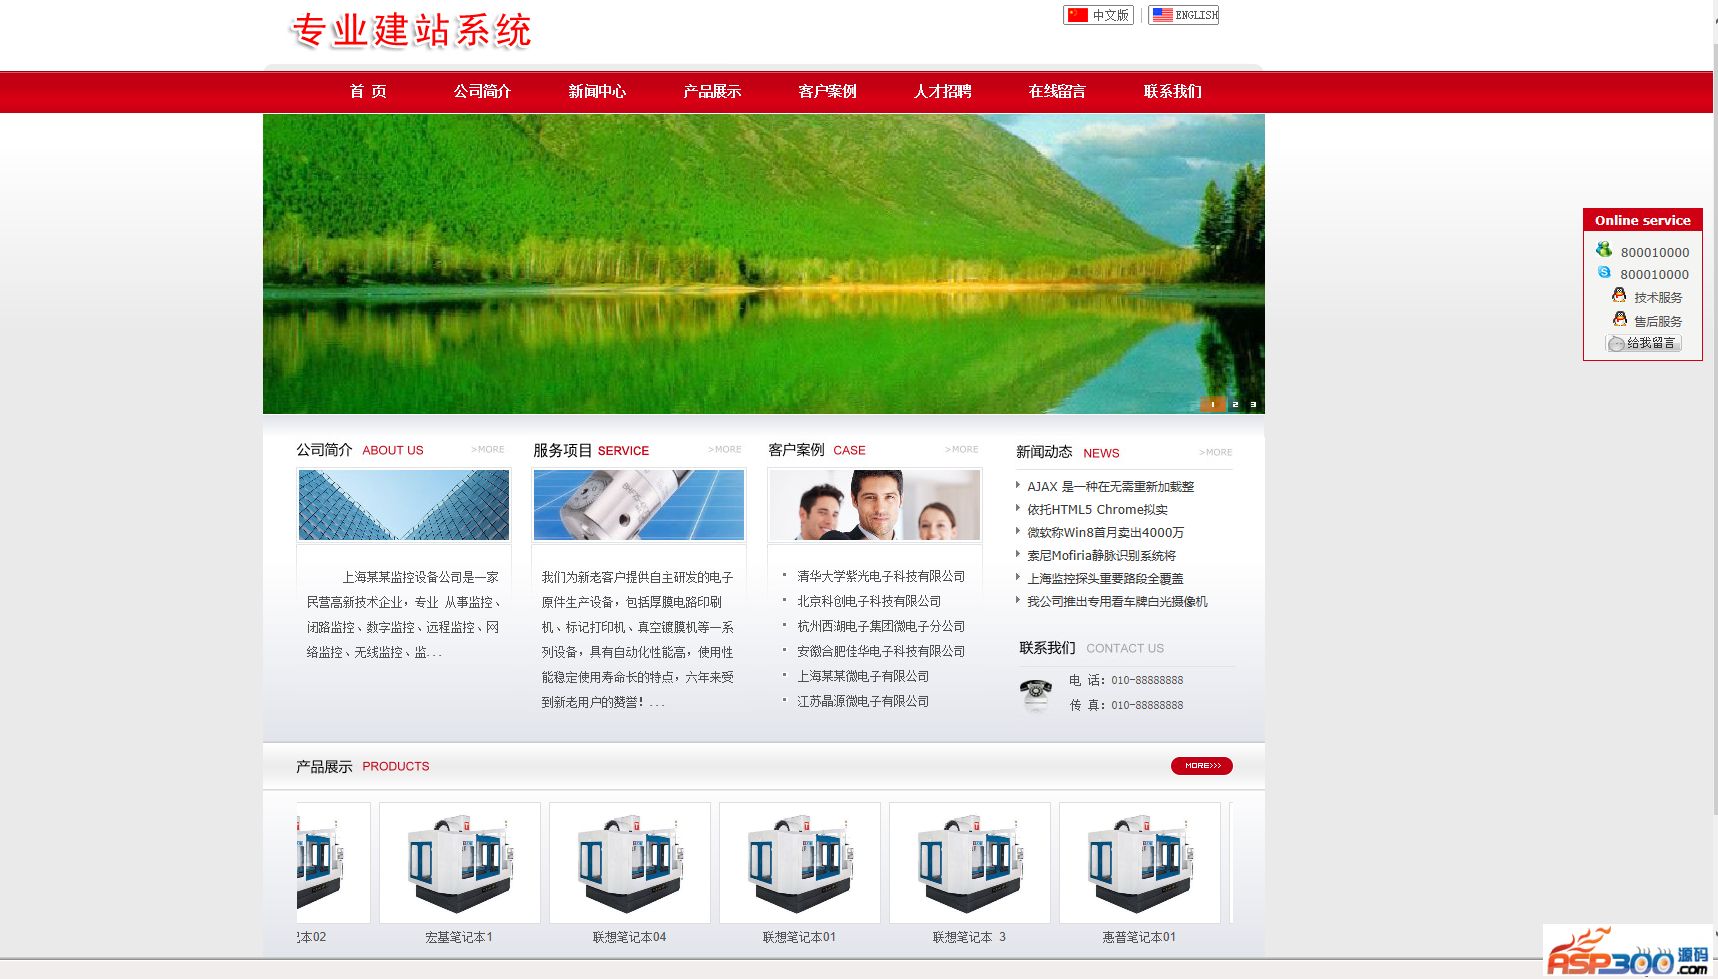 专业建站系统
中文版 | ENGLISH
首 页 公司简介 新闻中心 产品展示 客户案例 人才招聘 在线留言 联系我们
Online service
800010000
800010000
技术服务
售后服务
给我留言
1 2 3
公司简介 ABOUT US >MORE
上海某某监控设备公司是一家
民营高新技术企业，专业 从事监控、
闭路监控、数字监控、远程监控、网
络监控、无线监控、监...
服务项目 SERVICE >MORE
我们为新老客户提供自主研发的电子
原件生产设备，包括厚膜电路印刷
机、标记打印机、真空镀膜机等一系
列设备，具有自动化性能高，使用性
能稳定使用寿命长的特点，六年来受
到新老用户的赞誉！...
客户案例 CASE >MORE
清华大学紫光电子科技有限公司
北京科创电子科技有限公司
杭州西湖电子集团微电子分公司
安徽合肥佳华电子科技有限公司
上海某某微电子有限公司
江苏晶源微电子有限公司
新闻动态 NEWS >MORE
AJAX 是一种在无需重新加载整
依托HTML5 Chrome拟实
微软称Win8首月卖出4000万
索尼Mofiria静脉识别系统将
上海监控探头重要路段全覆盖
我公司推出专用看车牌白光摄像机
联系我们 CONTACT US
电 话：010-88888888
传 真：010-88888888
产品展示 PRODUCTS MORE>>>
本02 宏基笔记本1 联想笔记本04 联想笔记本01 联想笔记本 3 惠普笔记本01
ASP300源码
.com